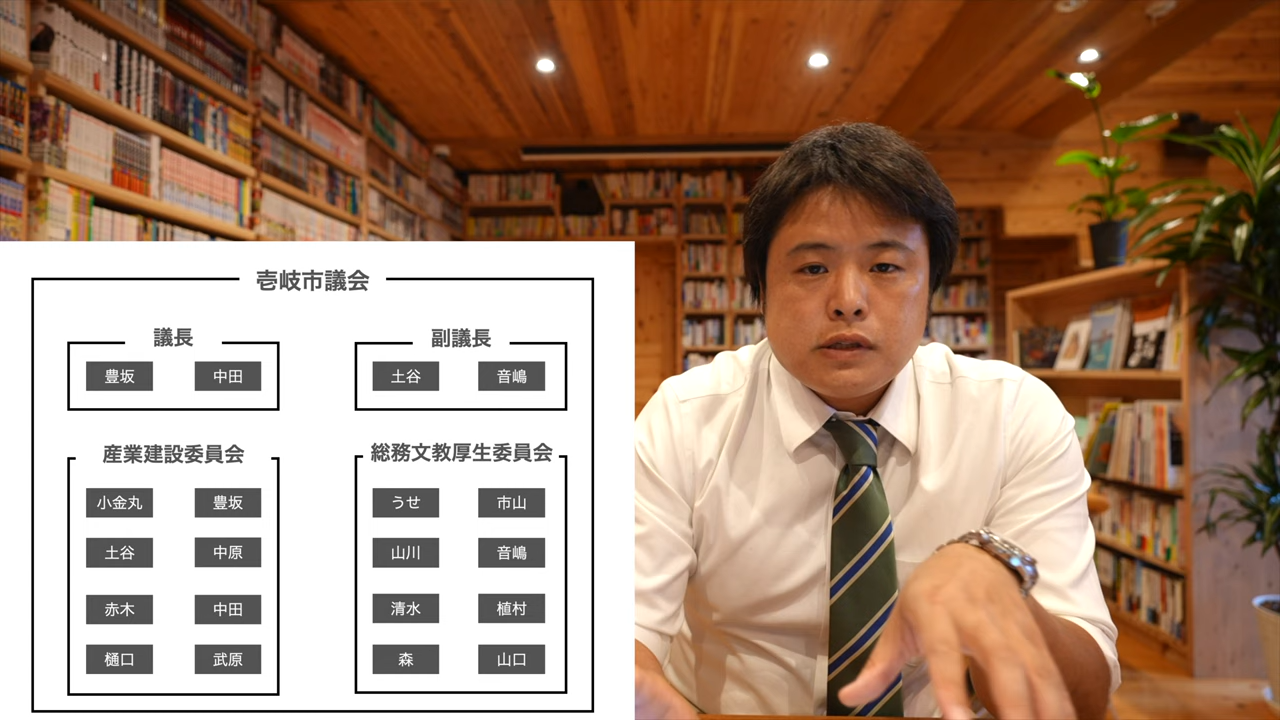 壱岐市議会
議長
副議長
豊坂 中田
土谷 音嶋
産業建設委員会
小金丸 豊坂
土谷 中原
赤木 中田
樋口 武原
総務文教厚生委員会
うせ 市山
山川 音嶋
清水 植村
森 山口